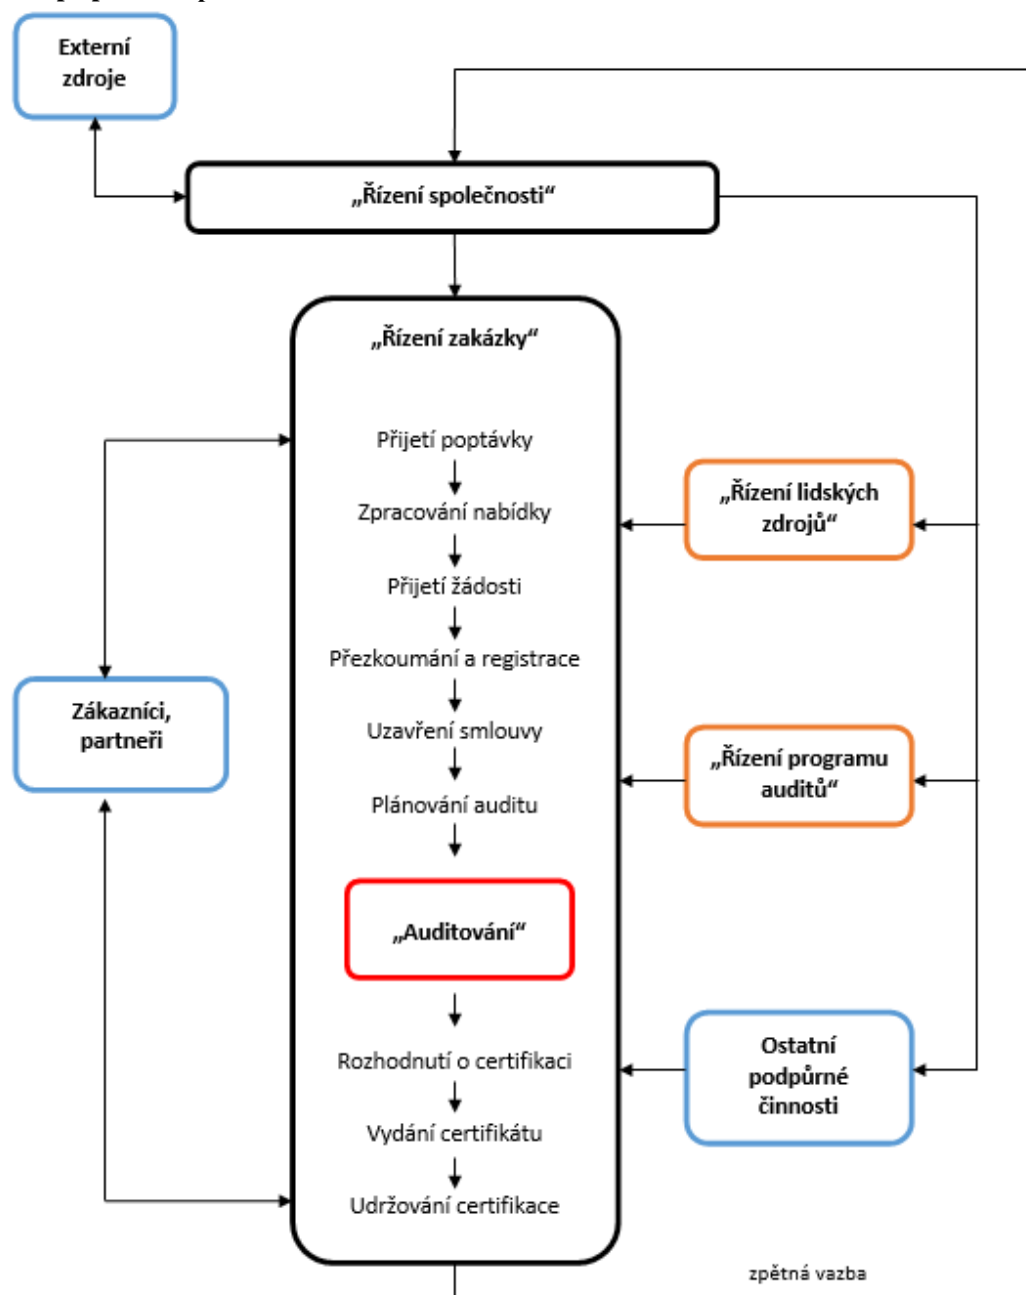 Externí
zdroje
„Řízení společnosti“
„Řízení zakázky“
Přijetí poptávky
Zpracování nabídky
Přijetí žádosti
Přezkoumání a registrace
Uzavření smlouvy
Plánování auditu
„Auditování“
Rozhodnutí o certifikaci
Vydání certifikátu
Udržování certifikace
Zákazníci,
partneři
„Řízení lidských
zdrojů“
„Řízení programu
auditů“
Ostatní
podpůrné
činnosti
zpětná vazba